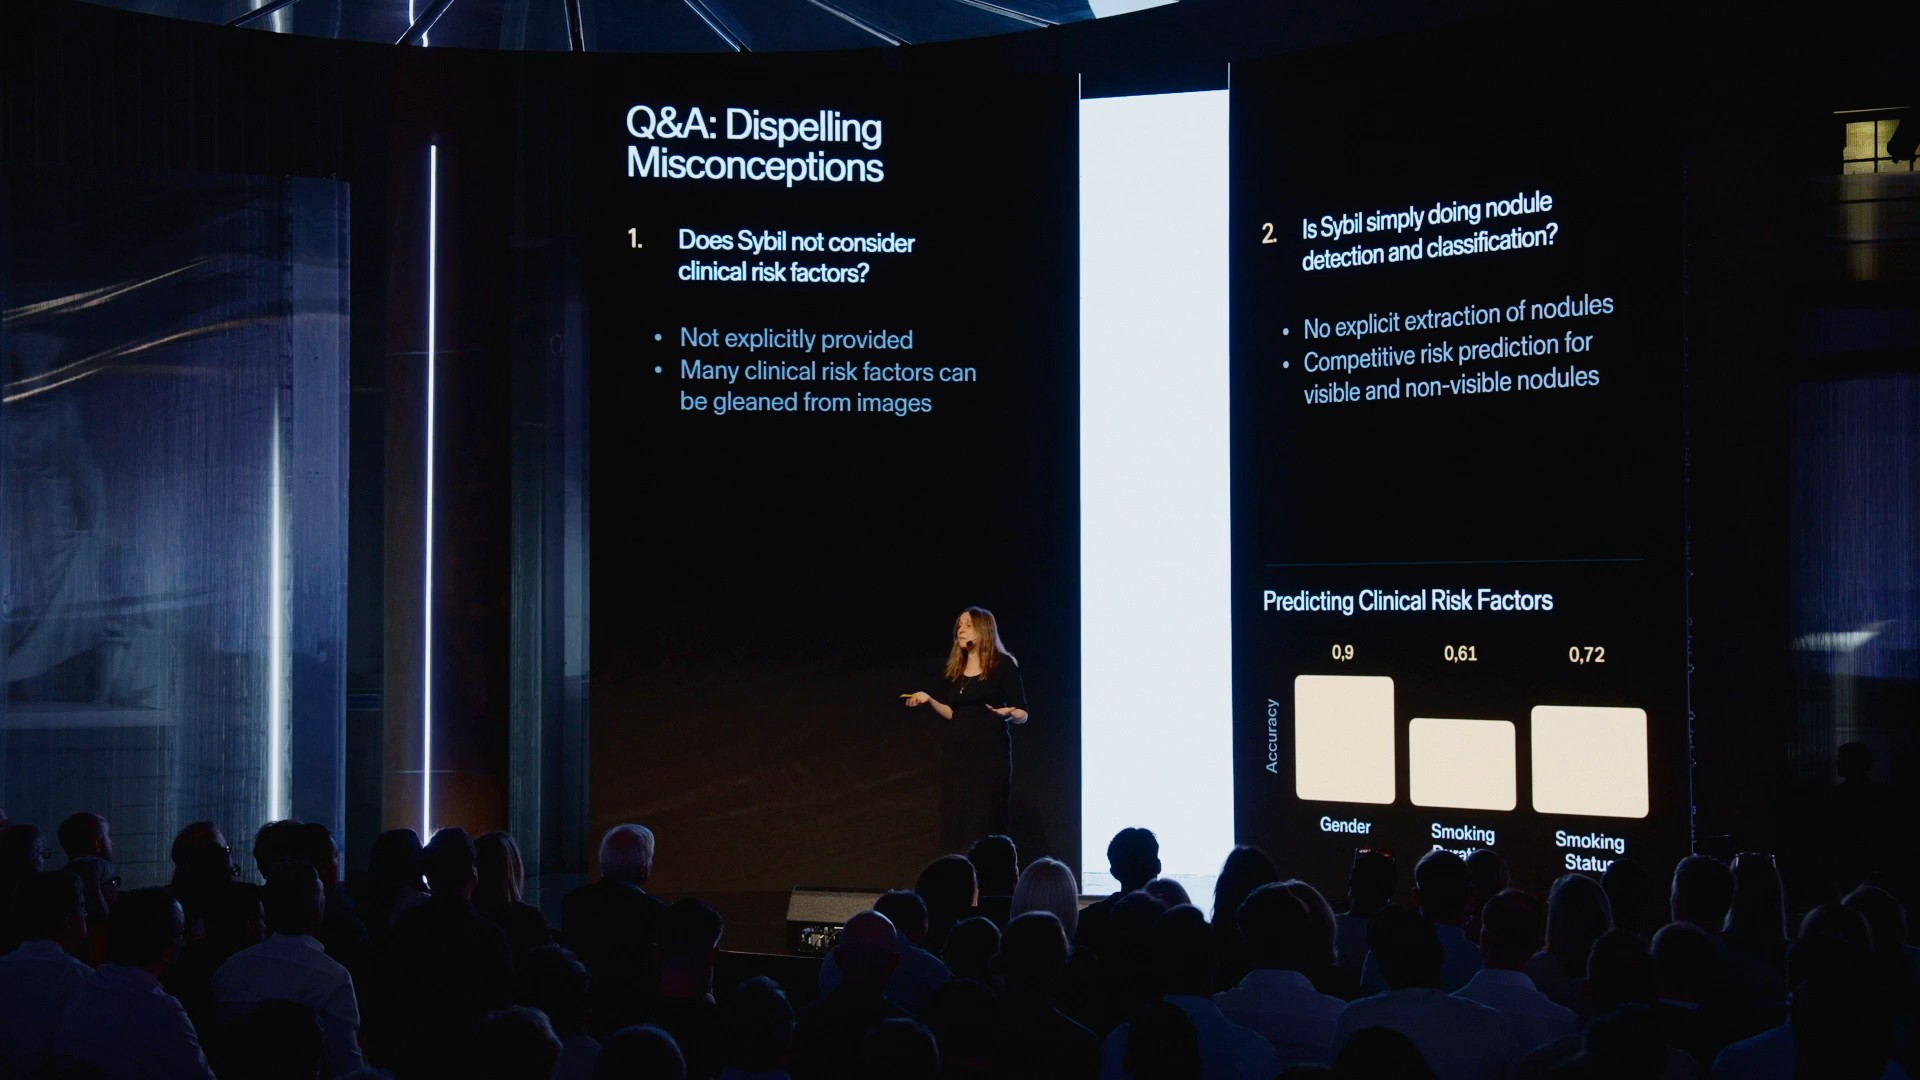 Q&A: Dispelling
Misconceptions
1. Does Sybil not consider
clinical risk factors?
• Not explicitly provided
• Many clinical risk factors can
be gleaned from images
2. Is Sybil simply doing nodule
detection and classification?
• No explicit extraction of nodules
• Competitive risk prediction for
visible and non-visible nodules
Predicting Clinical Risk Factors
0,9 0,61 0,72
Accuracy
Gender
Smoking
Duration
Smoking
Status